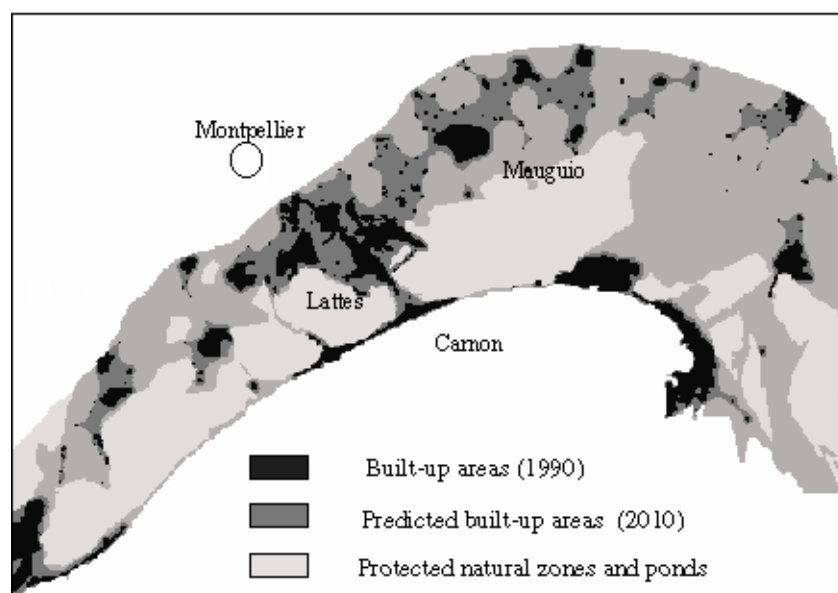 Montpellier
Mauguio
Lattes
Carnon
Built-up areas (1990)
Predicted built-up areas (2010)
Protected natural zones and ponds